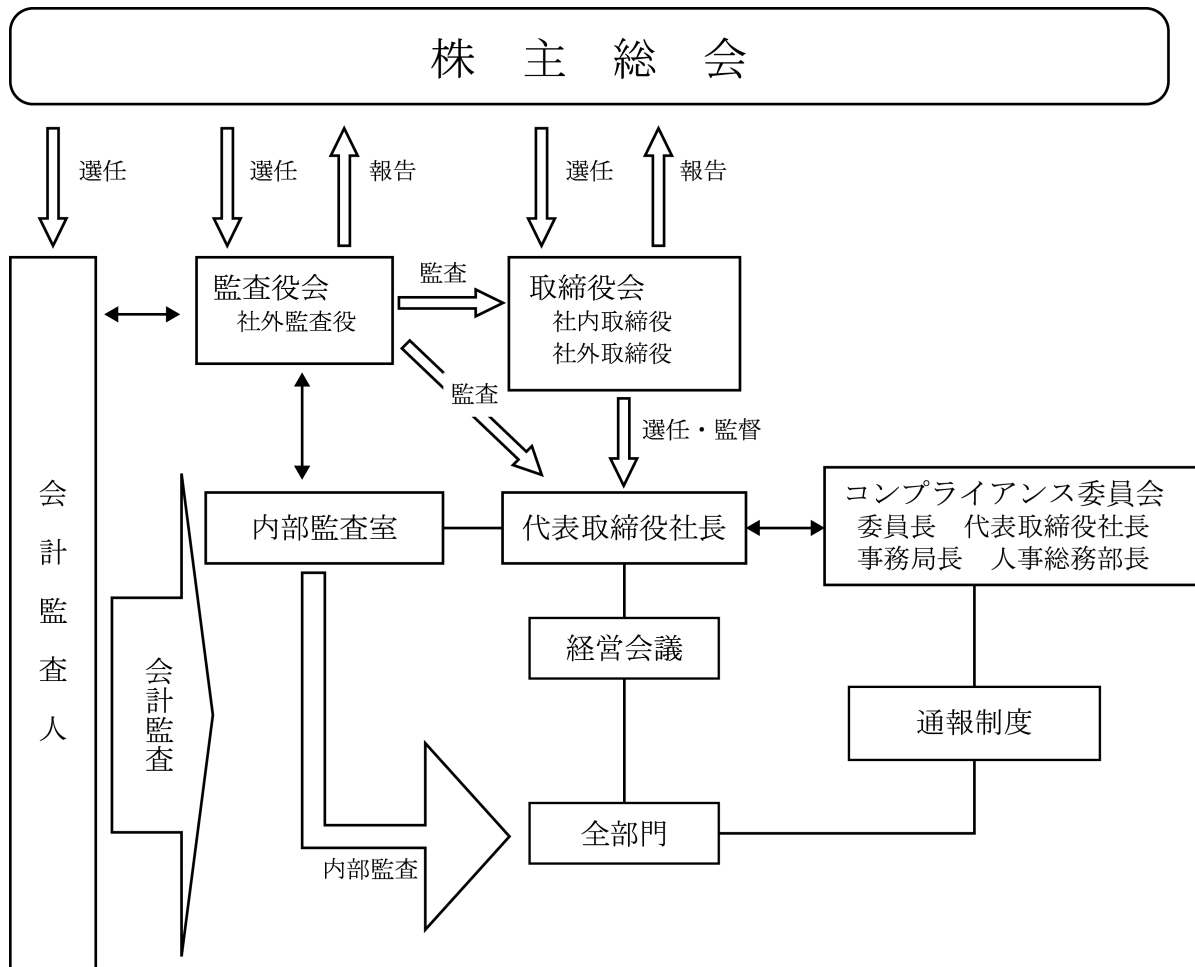 株主総会
選任
選任
報告
選任
報告
監査役会
社外監査役
監査
取締役会
社内取締役
社外取締役
監査
選任・監督
会計監査人
会計監査
内部監査室
代表取締役社長
コンプライアンス委員会
委員長 代表取締役社長
事務局長 人事総務部長
経営会議
通報制度
全部門
内部監査